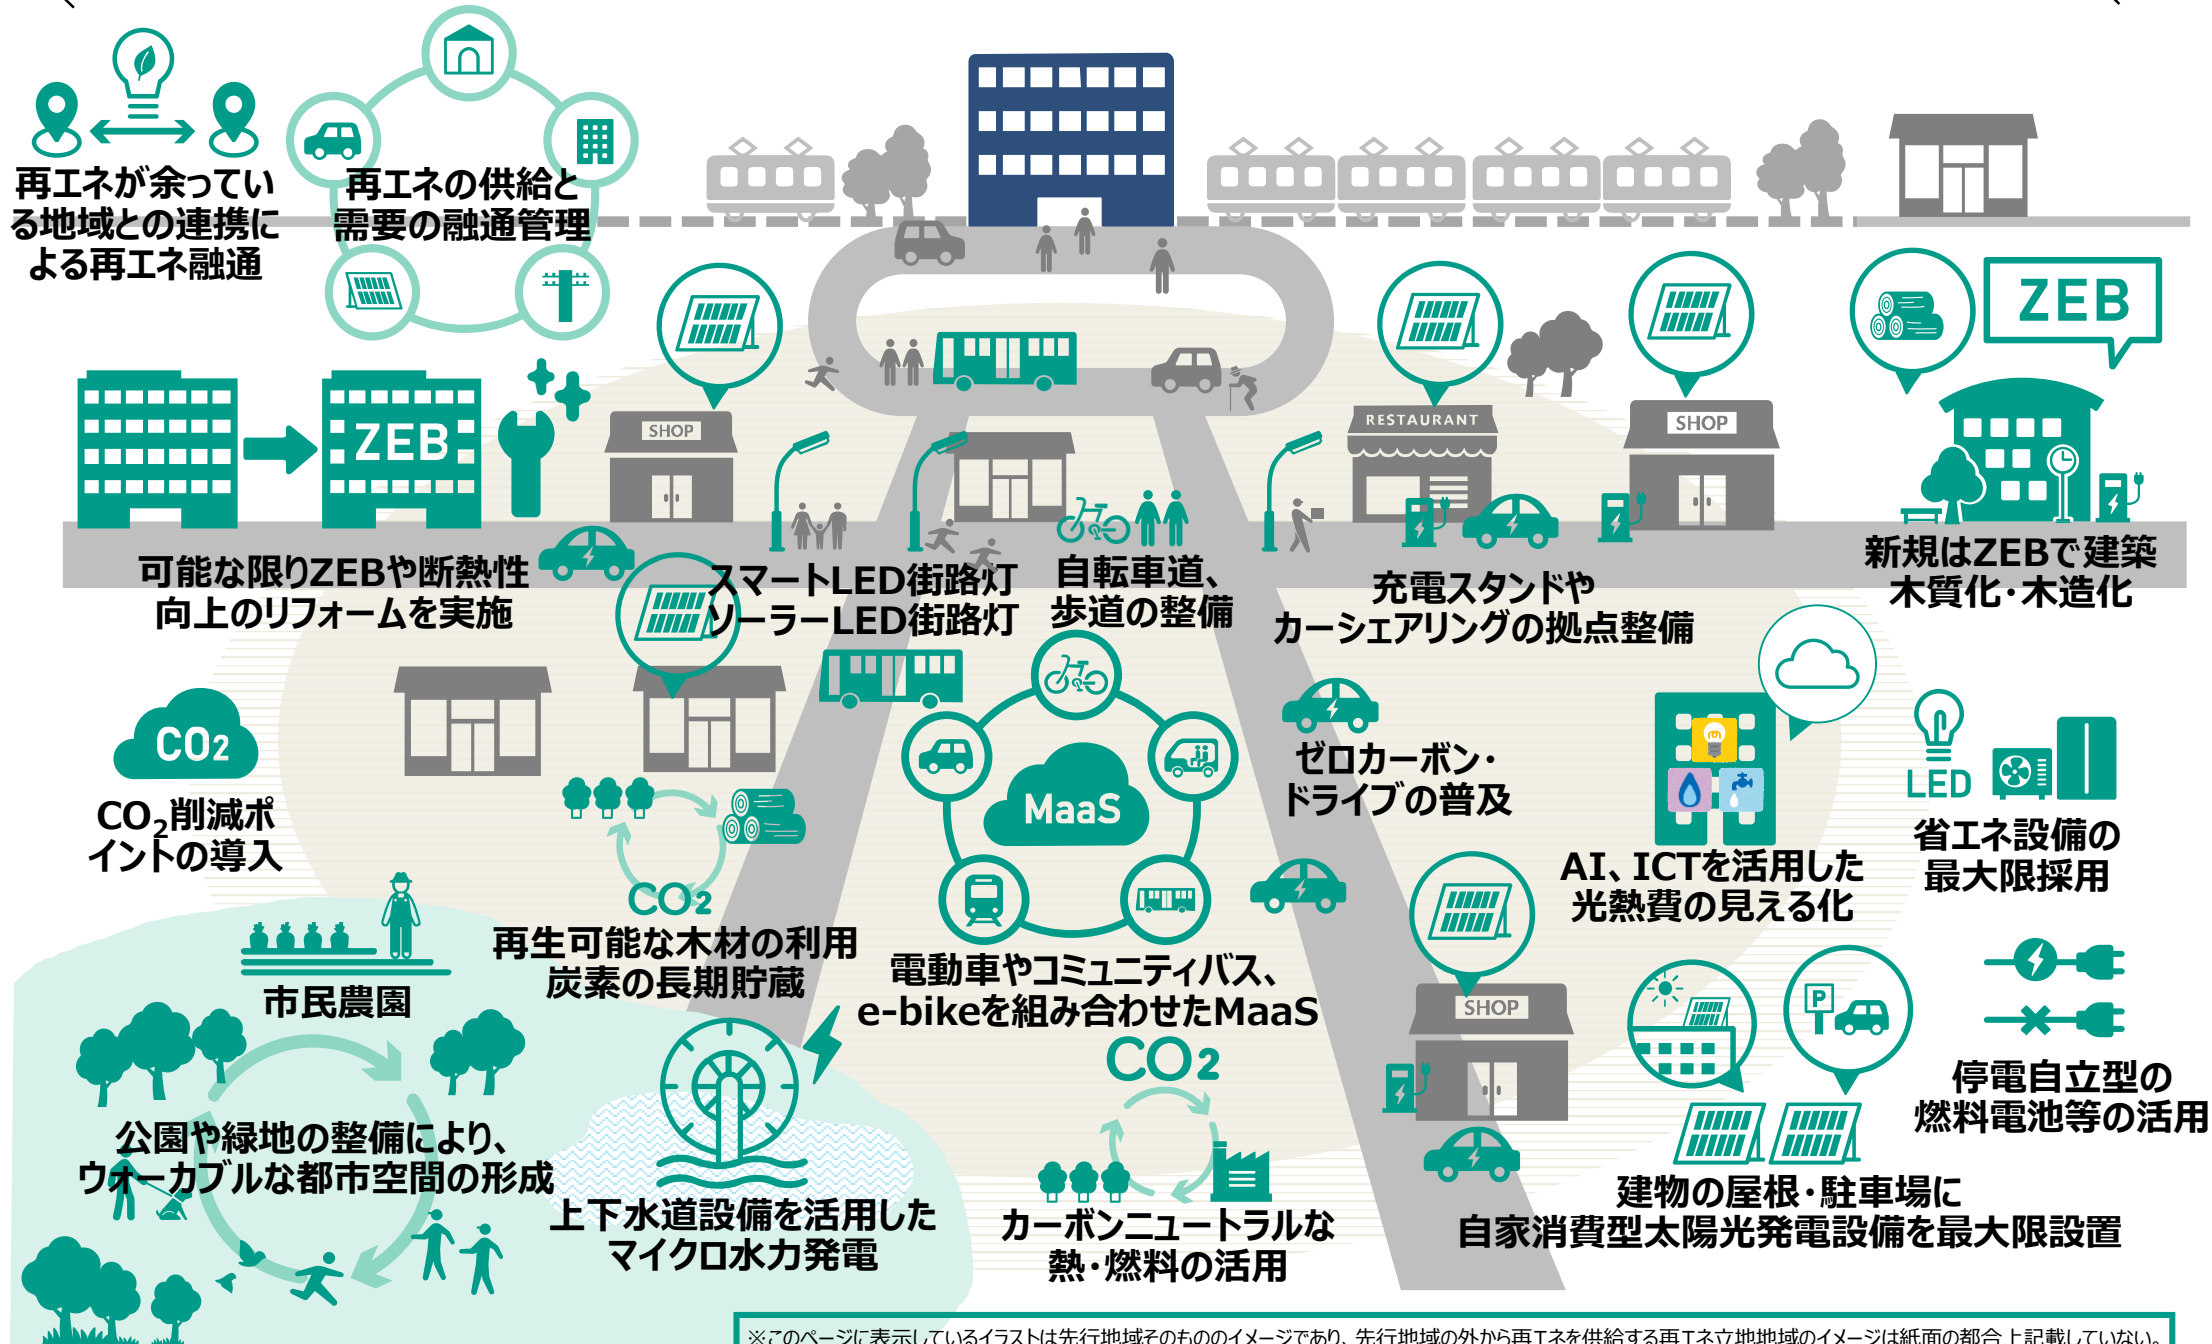 再エネが余ってい
る地域との連携に
よる再エネ融通
再エネの供給と
需要の融通管理
ZEB
ZEB
SHOP
RESTAURANT
SHOP
可能な限りZEBや断熱性
向上のリフォームを実施
スマートLED街路灯
ソーラーLED街路灯
自転車道、
歩道の整備
充電スタンドや
カーシェアリングの拠点整備
新規はZEBで建築
木質化・木造化
CO2
CO₂削減ポ
イントの導入
MaaS
ゼロカーボン・
ドライブの普及
AI、ICTを活用した
光熱費の見える化
LED
省エネ設備の
最大限採用
市民農園
CO2
再生可能な木材の利用
炭素の長期貯蔵
電動車やコミュニティバス、
e-bikeを組み合わせたMaaS
SHOP
P
停電自立型の
燃料電池等の活用
公園や緑地の整備により、
ウォーカブルな都市空間の形成
上下水道設備を活用した
マイクロ水力発電
CO2
カーボンニュートラルな
熱・燃料の活用
建物の屋根・駐車場に
自家消費型太陽光発電設備を最大限設置
※このページに表示しているイラストは先行地域そのもののイメージであり、先行地域の外から再エネを供給する再エネ立地地域のイメージは紙面の都合上記載していない。